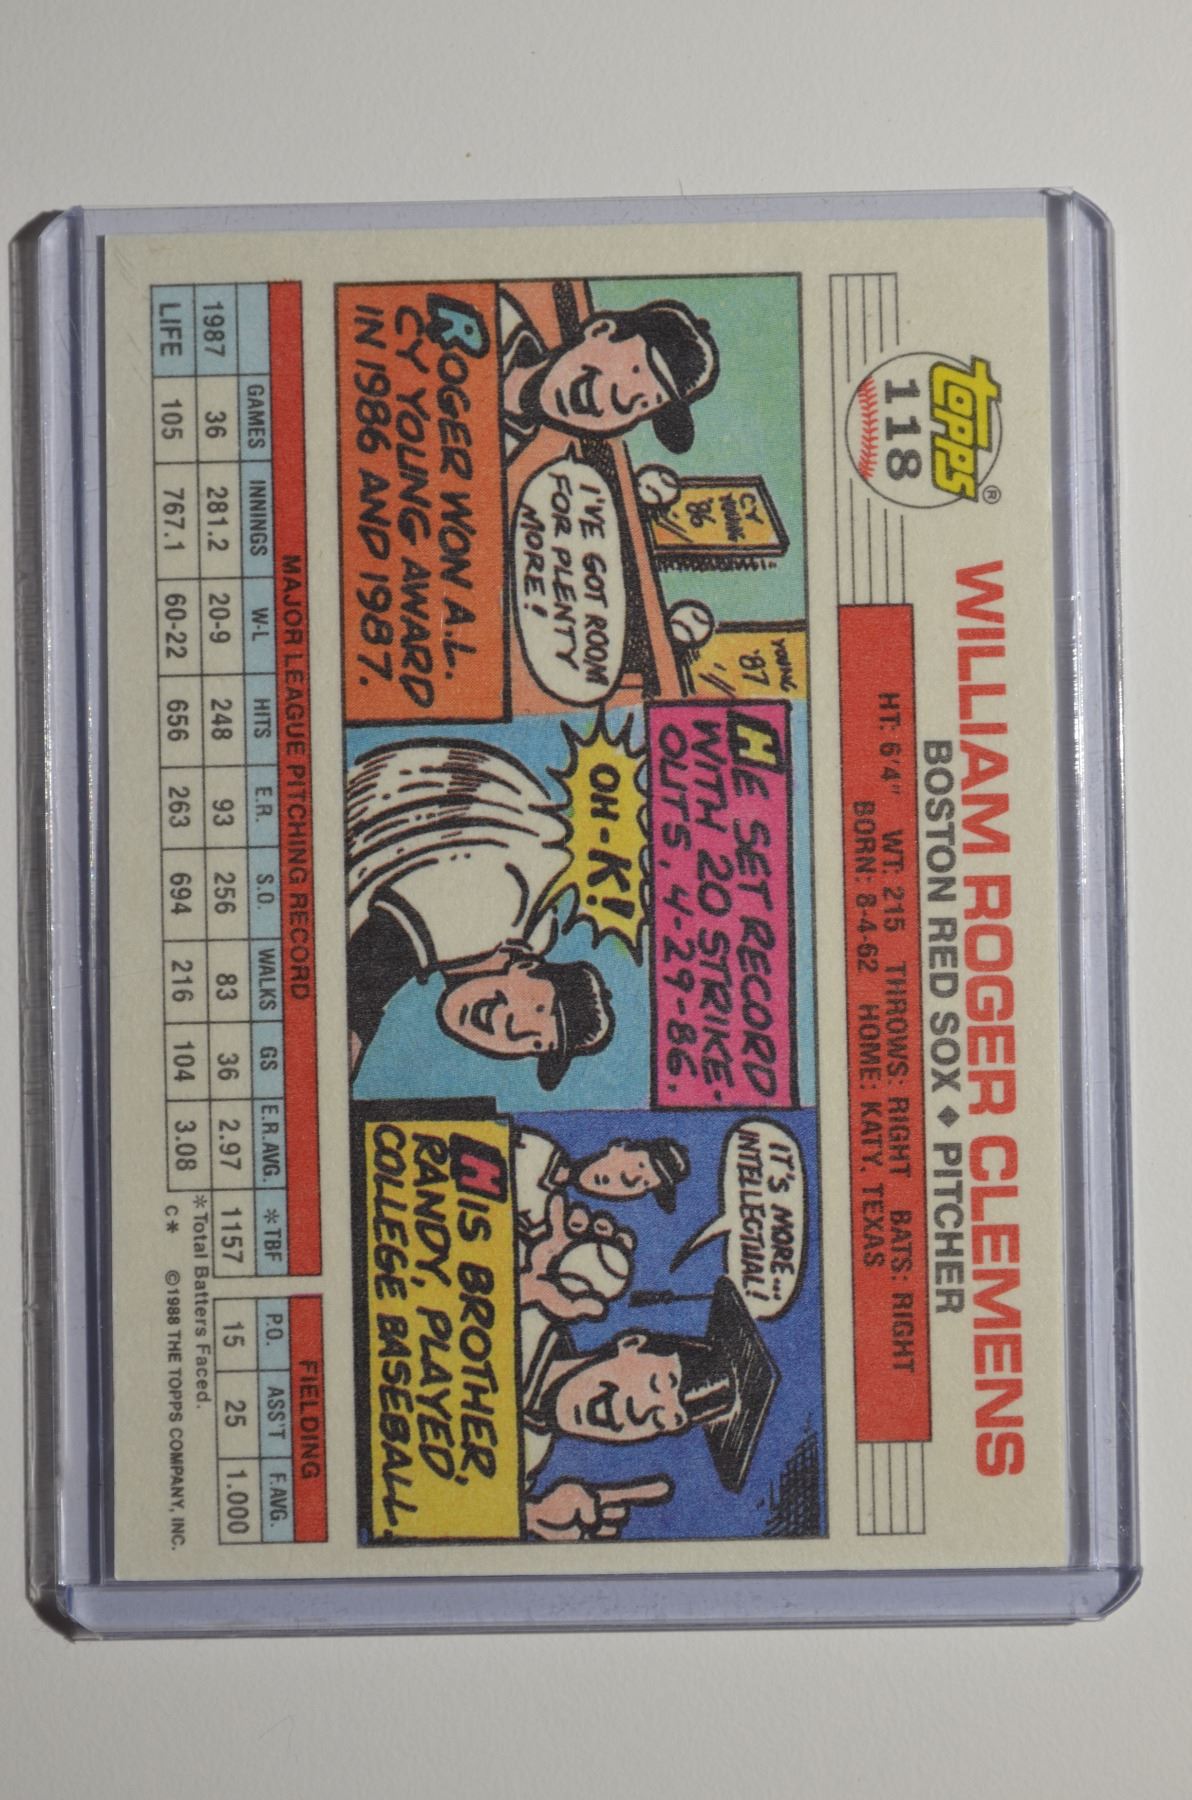 topps®
118
WILLIAM ROGER CLEMENS
BOSTON RED SOX ◆ PITCHER
HT: 6'4" WT: 215 THROWS: RIGHT BATS: RIGHT
BORN: 8-4-62 HOME: KATY, TEXAS
CY
YOUNG
'86
YOUNG
'87
I'VE GOT ROOM
FOR PLENTY
MORE!
ROGER WON A.L.
CY YOUNG AWARD
IN 1986 AND 1987.
HE SET RECORD
WITH 20 STRIKE-
OUTS, 4-29-86.
OH-K!
IT'S MORE...
INTELLECTUAL!
HIS BROTHER,
RANDY, PLAYED
COLLEGE BASEBALL.
MAJOR LEAGUE PITCHING RECORD
GAMES INNINGS W-L HITS E.R. S.O. WALKS GS E.R.AVG. *TBF
1987 36 281.2 20-9 248 93 256 83 36 2.97 1157
LIFE 105 767.1 60-22 656 263 694 216 104 3.08
FIELDING
P.O. ASS'T F.AVG.
15 25 1.000
*Total Batters Faced.
C* ©1988 THE TOPPS COMPANY, INC.